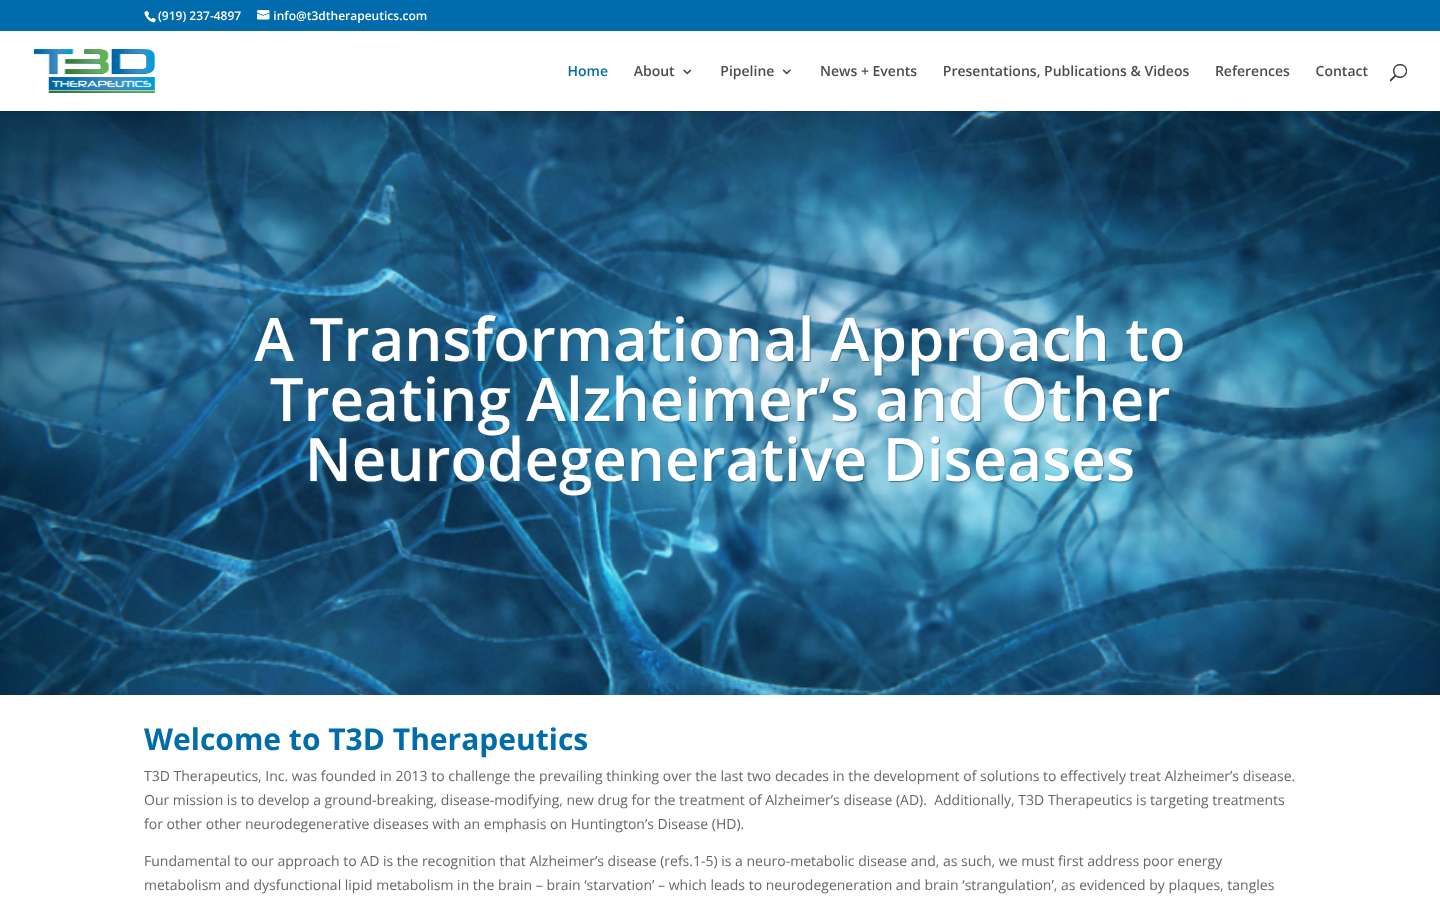 (919) 237-4897 info@t3dtherapeutics.com
T3D
THERAPEUTICS
Home About Pipeline News + Events Presentations, Publications & Videos References Contact
A Transformational Approach to
Treating Alzheimer’s and Other
Neurodegenerative Diseases
Welcome to T3D Therapeutics
T3D Therapeutics, Inc. was founded in 2013 to challenge the prevailing thinking over the last two decades in the development of solutions to effectively treat Alzheimer’s disease.
Our mission is to develop a ground-breaking, disease-modifying, new drug for the treatment of Alzheimer’s disease (AD).  Additionally, T3D Therapeutics is targeting treatments
for other other neurodegenerative diseases with an emphasis on Huntington’s Disease (HD).
Fundamental to our approach to AD is the recognition that Alzheimer’s disease (refs.1-5) is a neuro-metabolic disease and, as such, we must first address poor energy
metabolism and dysfunctional lipid metabolism in the brain – brain ‘starvation’ – which leads to neurodegeneration and brain ‘strangulation’, as evidenced by plaques, tangles